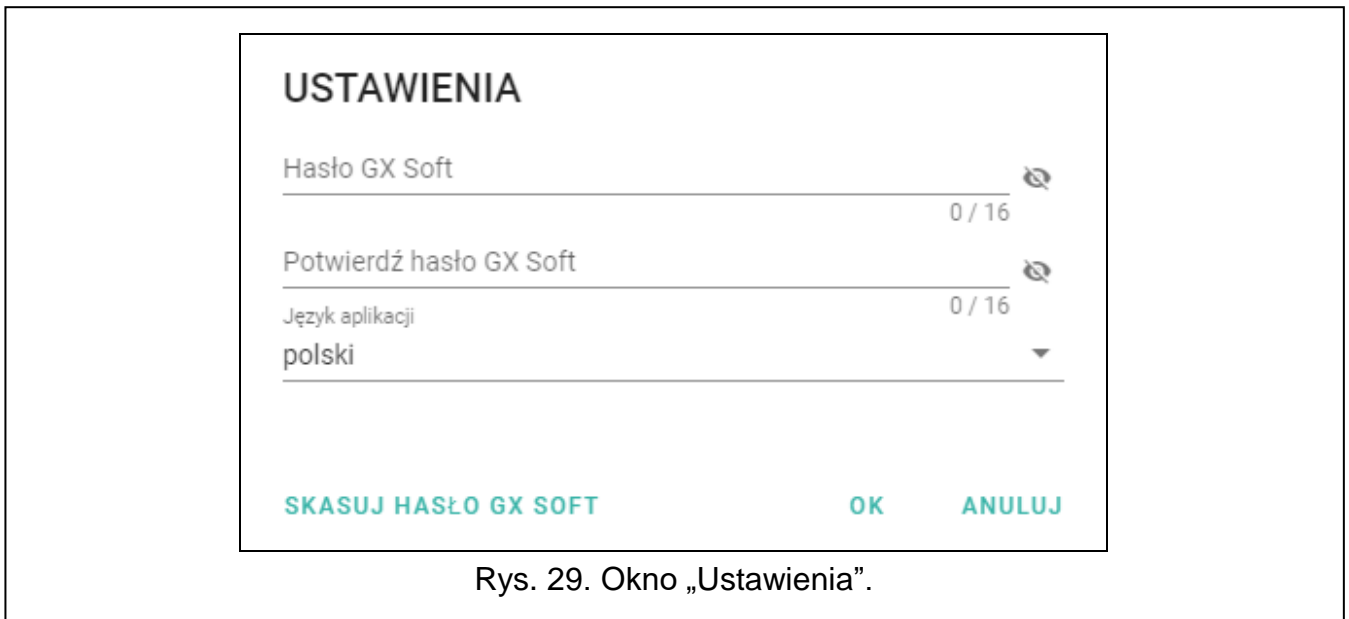 USTAWIENIA
Hasło GX Soft
0 / 16
Potwierdź hasło GX Soft
0 / 16
Język aplikacji
polski
SKASUJ HASŁO GX SOFT OK ANULUJ
Rys. 29. Okno „Ustawienia”.